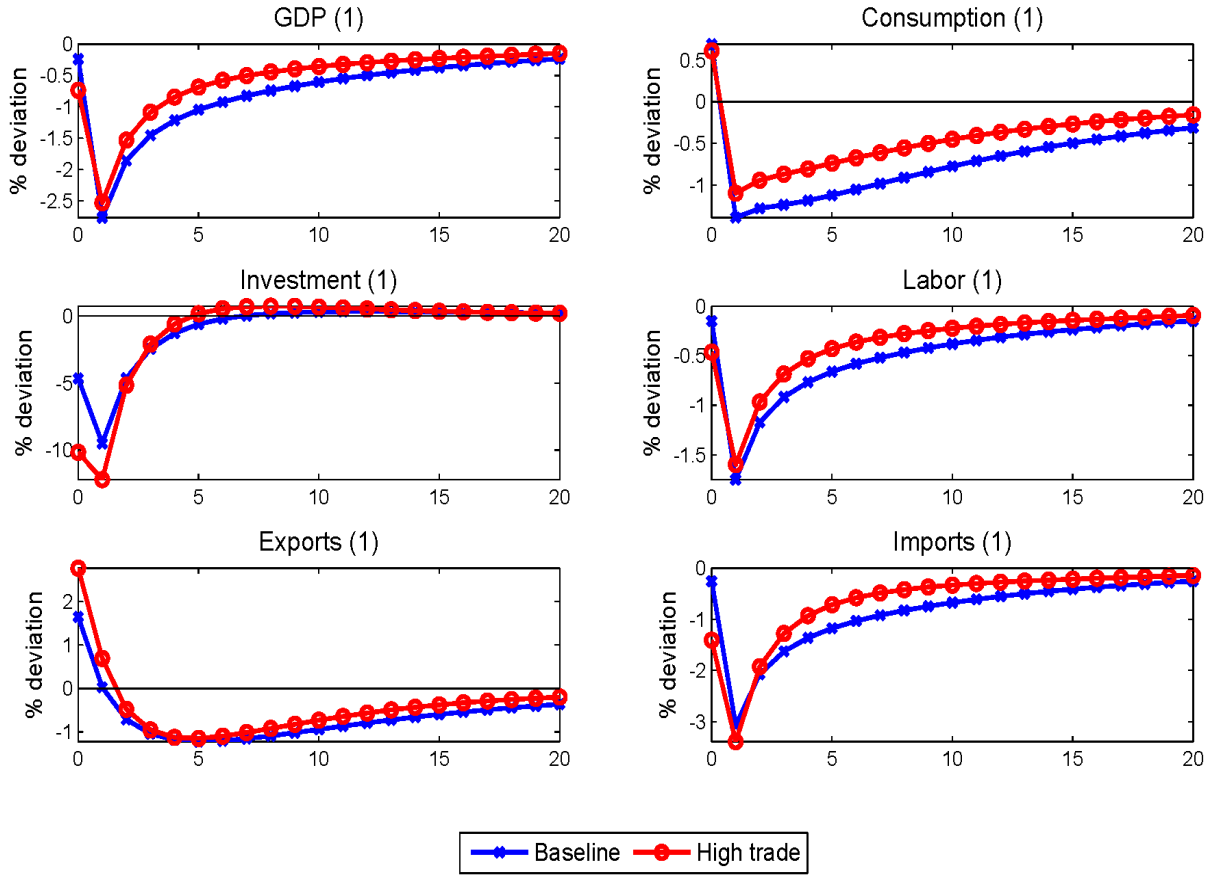 GDP (1)
0
-0.5
-1
-1.5
-2
-2.5
% deviation
0 5 10 15 20
Consumption (1)
0.5
0
-0.5
-1
% deviation
0 5 10 15 20
Investment (1)
0
-5
-10
% deviation
0 5 10 15 20
Labor (1)
0
-0.5
-1
-1.5
% deviation
0 5 10 15 20
Exports (1)
2
1
0
-1
% deviation
0 5 10 15 20
Imports (1)
0
-1
-2
-3
% deviation
0 5 10 15 20
Baseline High trade